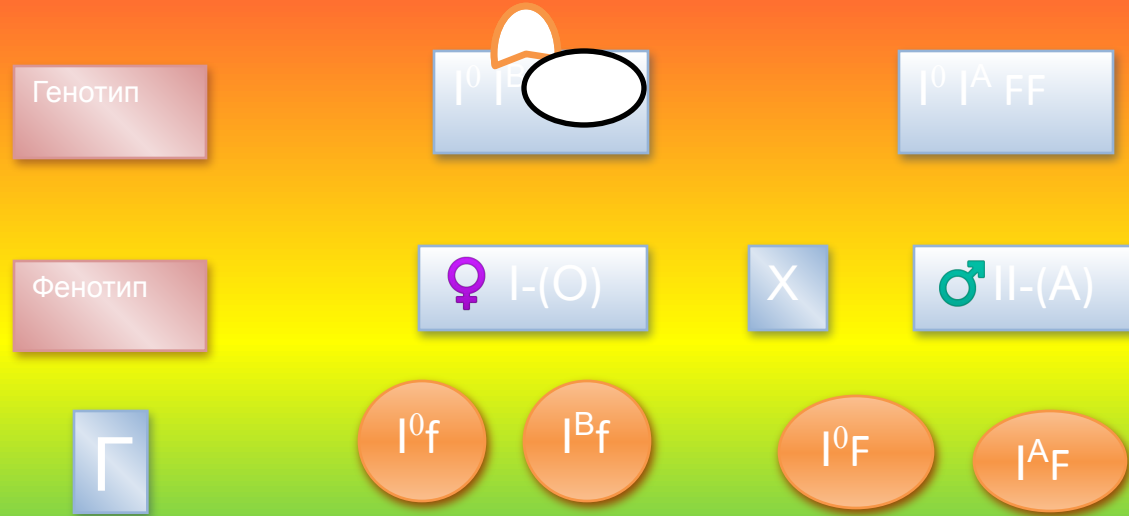 Генотип
I⁰ Iᴮ
I⁰ Iᴬ FF
Фенотип
♀ I-(O)
X
♂ II-(A)
Г
I⁰f
Iᴮf
I⁰F
IᴬF